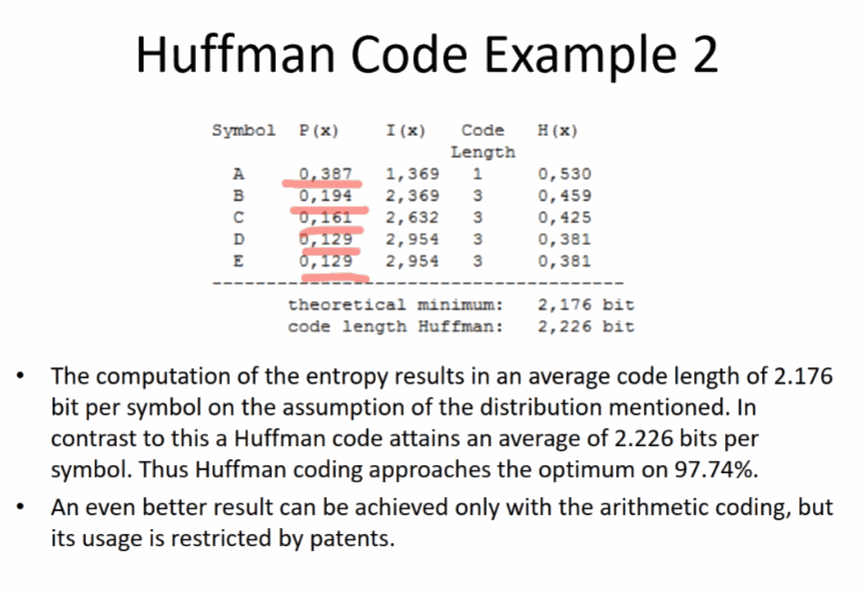 Huffman Code Example 2
Symbol P(x) I(x) Code H(x)
Length
A 0,387 1,369 1 0,530
B 0,194 2,369 3 0,459
C 0,161 2,632 3 0,425
D 0,129 2,954 3 0,381
E 0,129 2,954 3 0,381
--------------------------------------
theoretical minimum: 2,176 bit
code length Huffman: 2,226 bit
• The computation of the entropy results in an average code length of 2.176
bit per symbol on the assumption of the distribution mentioned. In
contrast to this a Huffman code attains an average of 2.226 bits per
symbol. Thus Huffman coding approaches the optimum on 97.74%.
• An even better result can be achieved only with the arithmetic coding, but
its usage is restricted by patents.